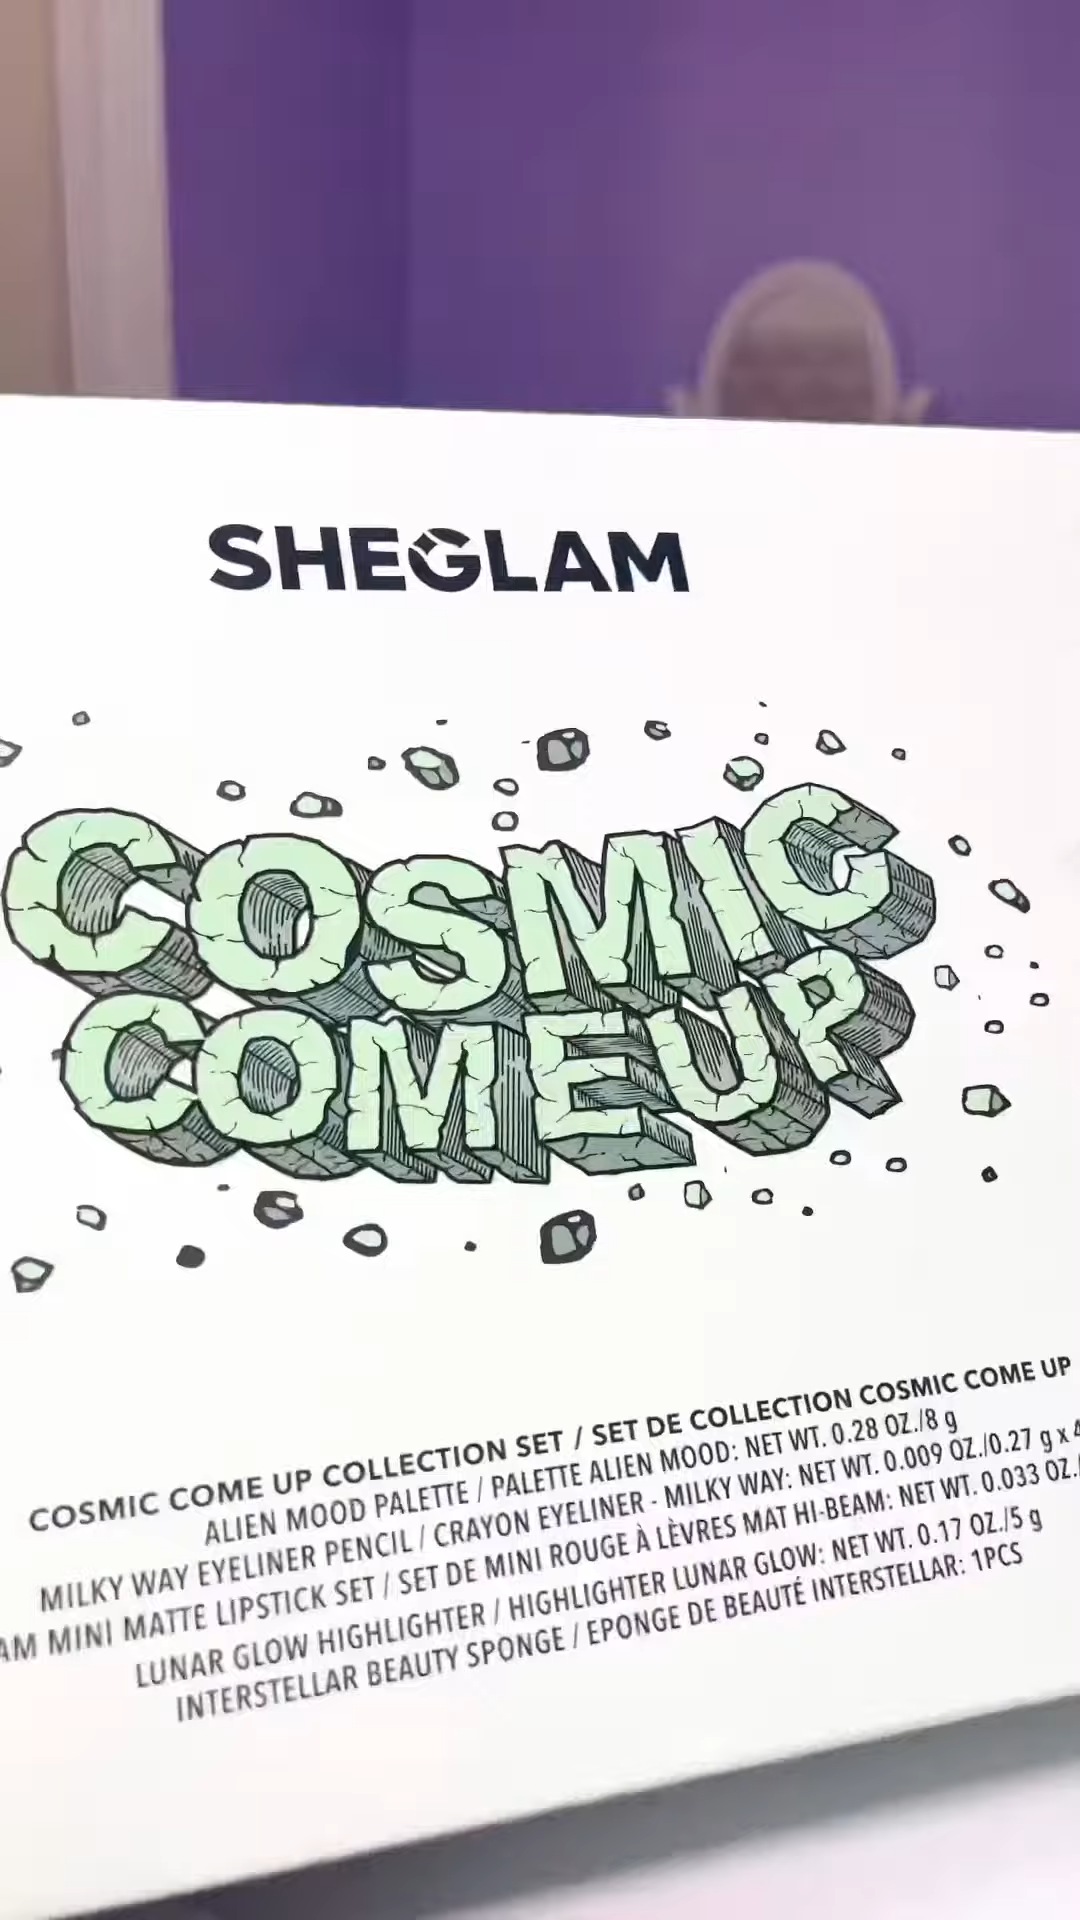 SHEGLAM
COSMIC
COME UP
COSMIC COME UP COLLECTION SET / SET DE COLLECTION COSMIC COME UP
ALIEN MOOD PALETTE / PALETTE ALIEN MOOD: NET WT. 0.28 OZ./8 g
MILKY WAY EYELINER PENCIL / CRAYON EYELINER - MILKY WAY: NET WT. 0.009 OZ./0.27 g x
MINI MATTE LIPSTICK SET / SET DE MINI ROUGE À LÈVRES MAT HI-BEAM: NET WT. 0.033 OZ./
LUNAR GLOW HIGHLIGHTER / HIGHLIGHTER LUNAR GLOW: NET WT. 0.17 OZ./5 g
INTERSTELLAR BEAUTY SPONGE / EPONGE DE BEAUTÉ INTERSTELLAR: 1PCS